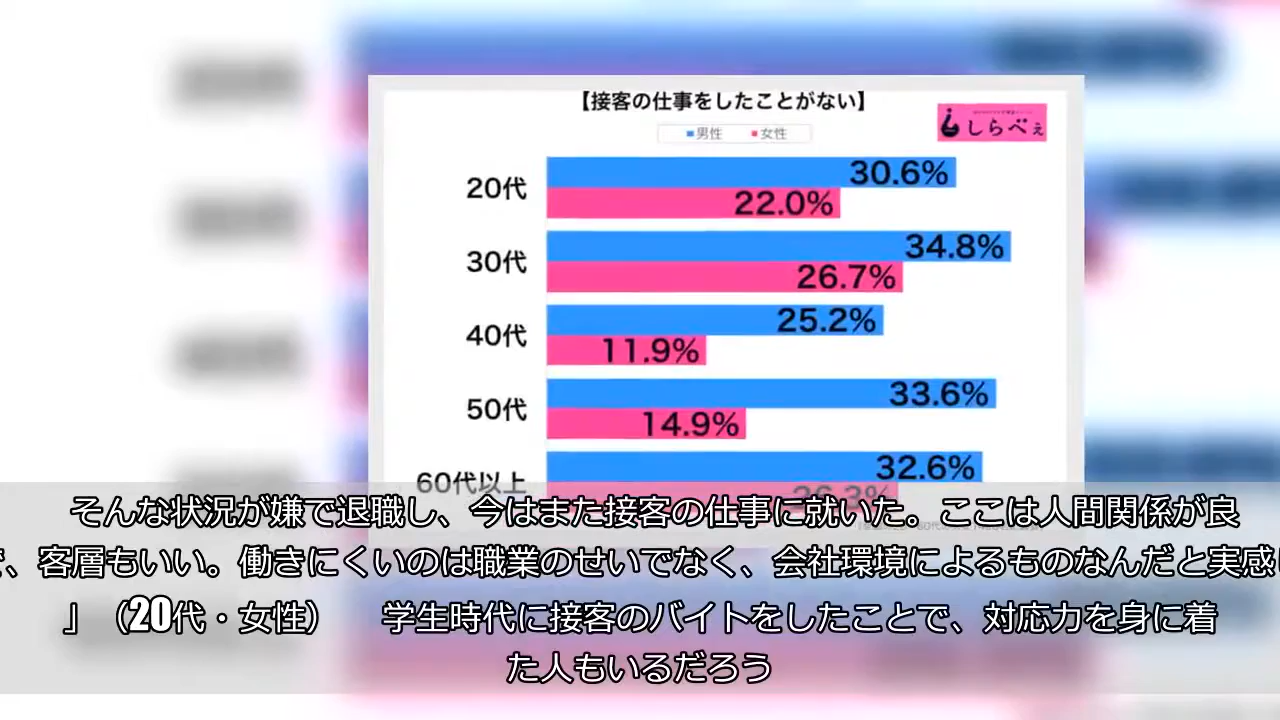 【接客の仕事をしたことがない】
男性 女性
しらべぇ
20代
30.6%
22.0%
30代
34.8%
26.7%
40代
25.2%
11.9%
50代
33.6%
14.9%
60代以上
32.6%
26.3%
そんな状況が嫌で退職し、今はまた接客の仕事に就いた。ここは人間関係が良
、客層もいい。働きにくいのは職業のせいでなく、会社環境によるものなんだと実感
」（20代・女性） 学生時代に接客のバイトをしたことで、対応力を身に着
た人もいるだろう